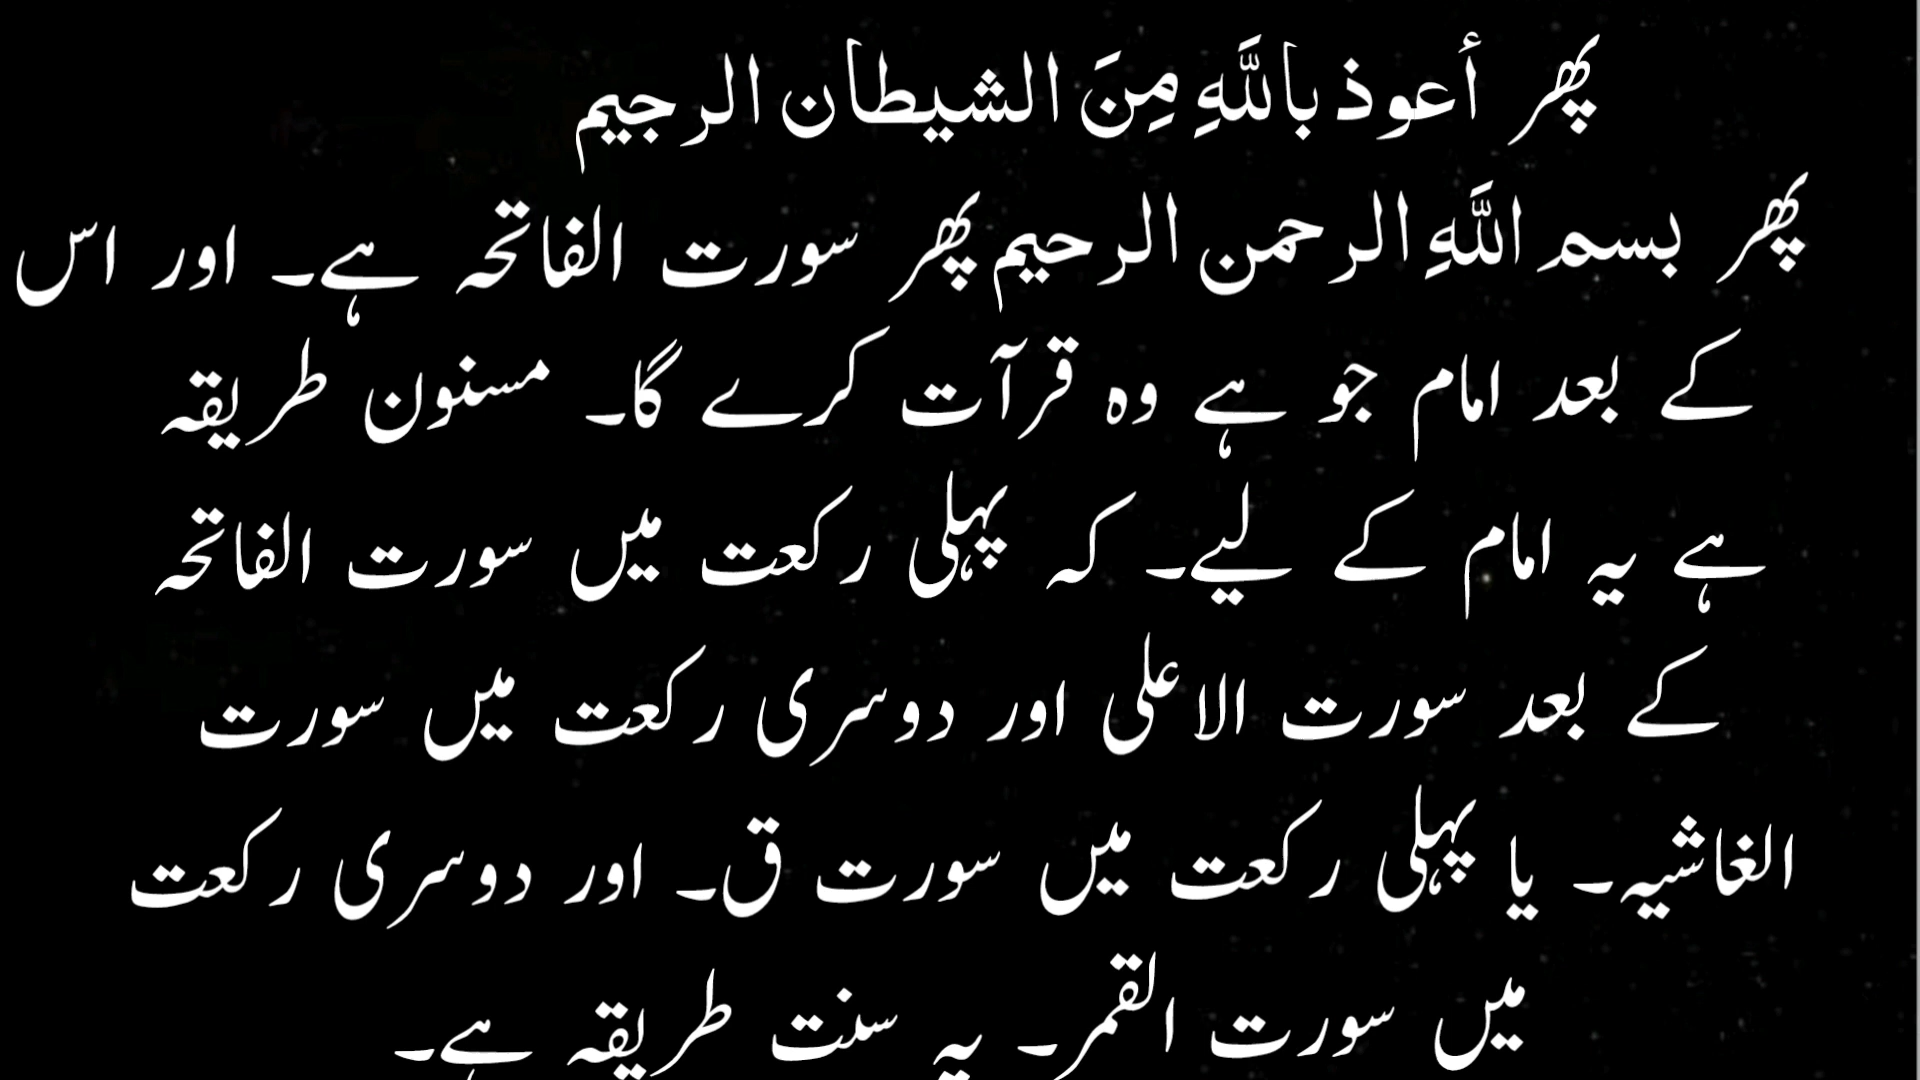 پھر أعوذ باللَّهِ مِنَ الشیطان الرجیم
پھر بسم اللَّهِ الرحمن الرحیم پھر سورت الفاتحہ ہے۔ اور اس
کے بعد امام جو ہے وہ قرآت کرے گا۔ مسنون طریقہ
ہے یہ امام کے لیے۔ کہ پہلی رکعت میں سورت الفاتحہ
کے بعد سورت الاعلی اور دوسری رکعت میں سورت
الغاشیہ۔ یا پہلی رکعت میں سورت ق۔ اور دوسری رکعت
میں سورت القمر۔ یہ سنت طریقہ ہے۔